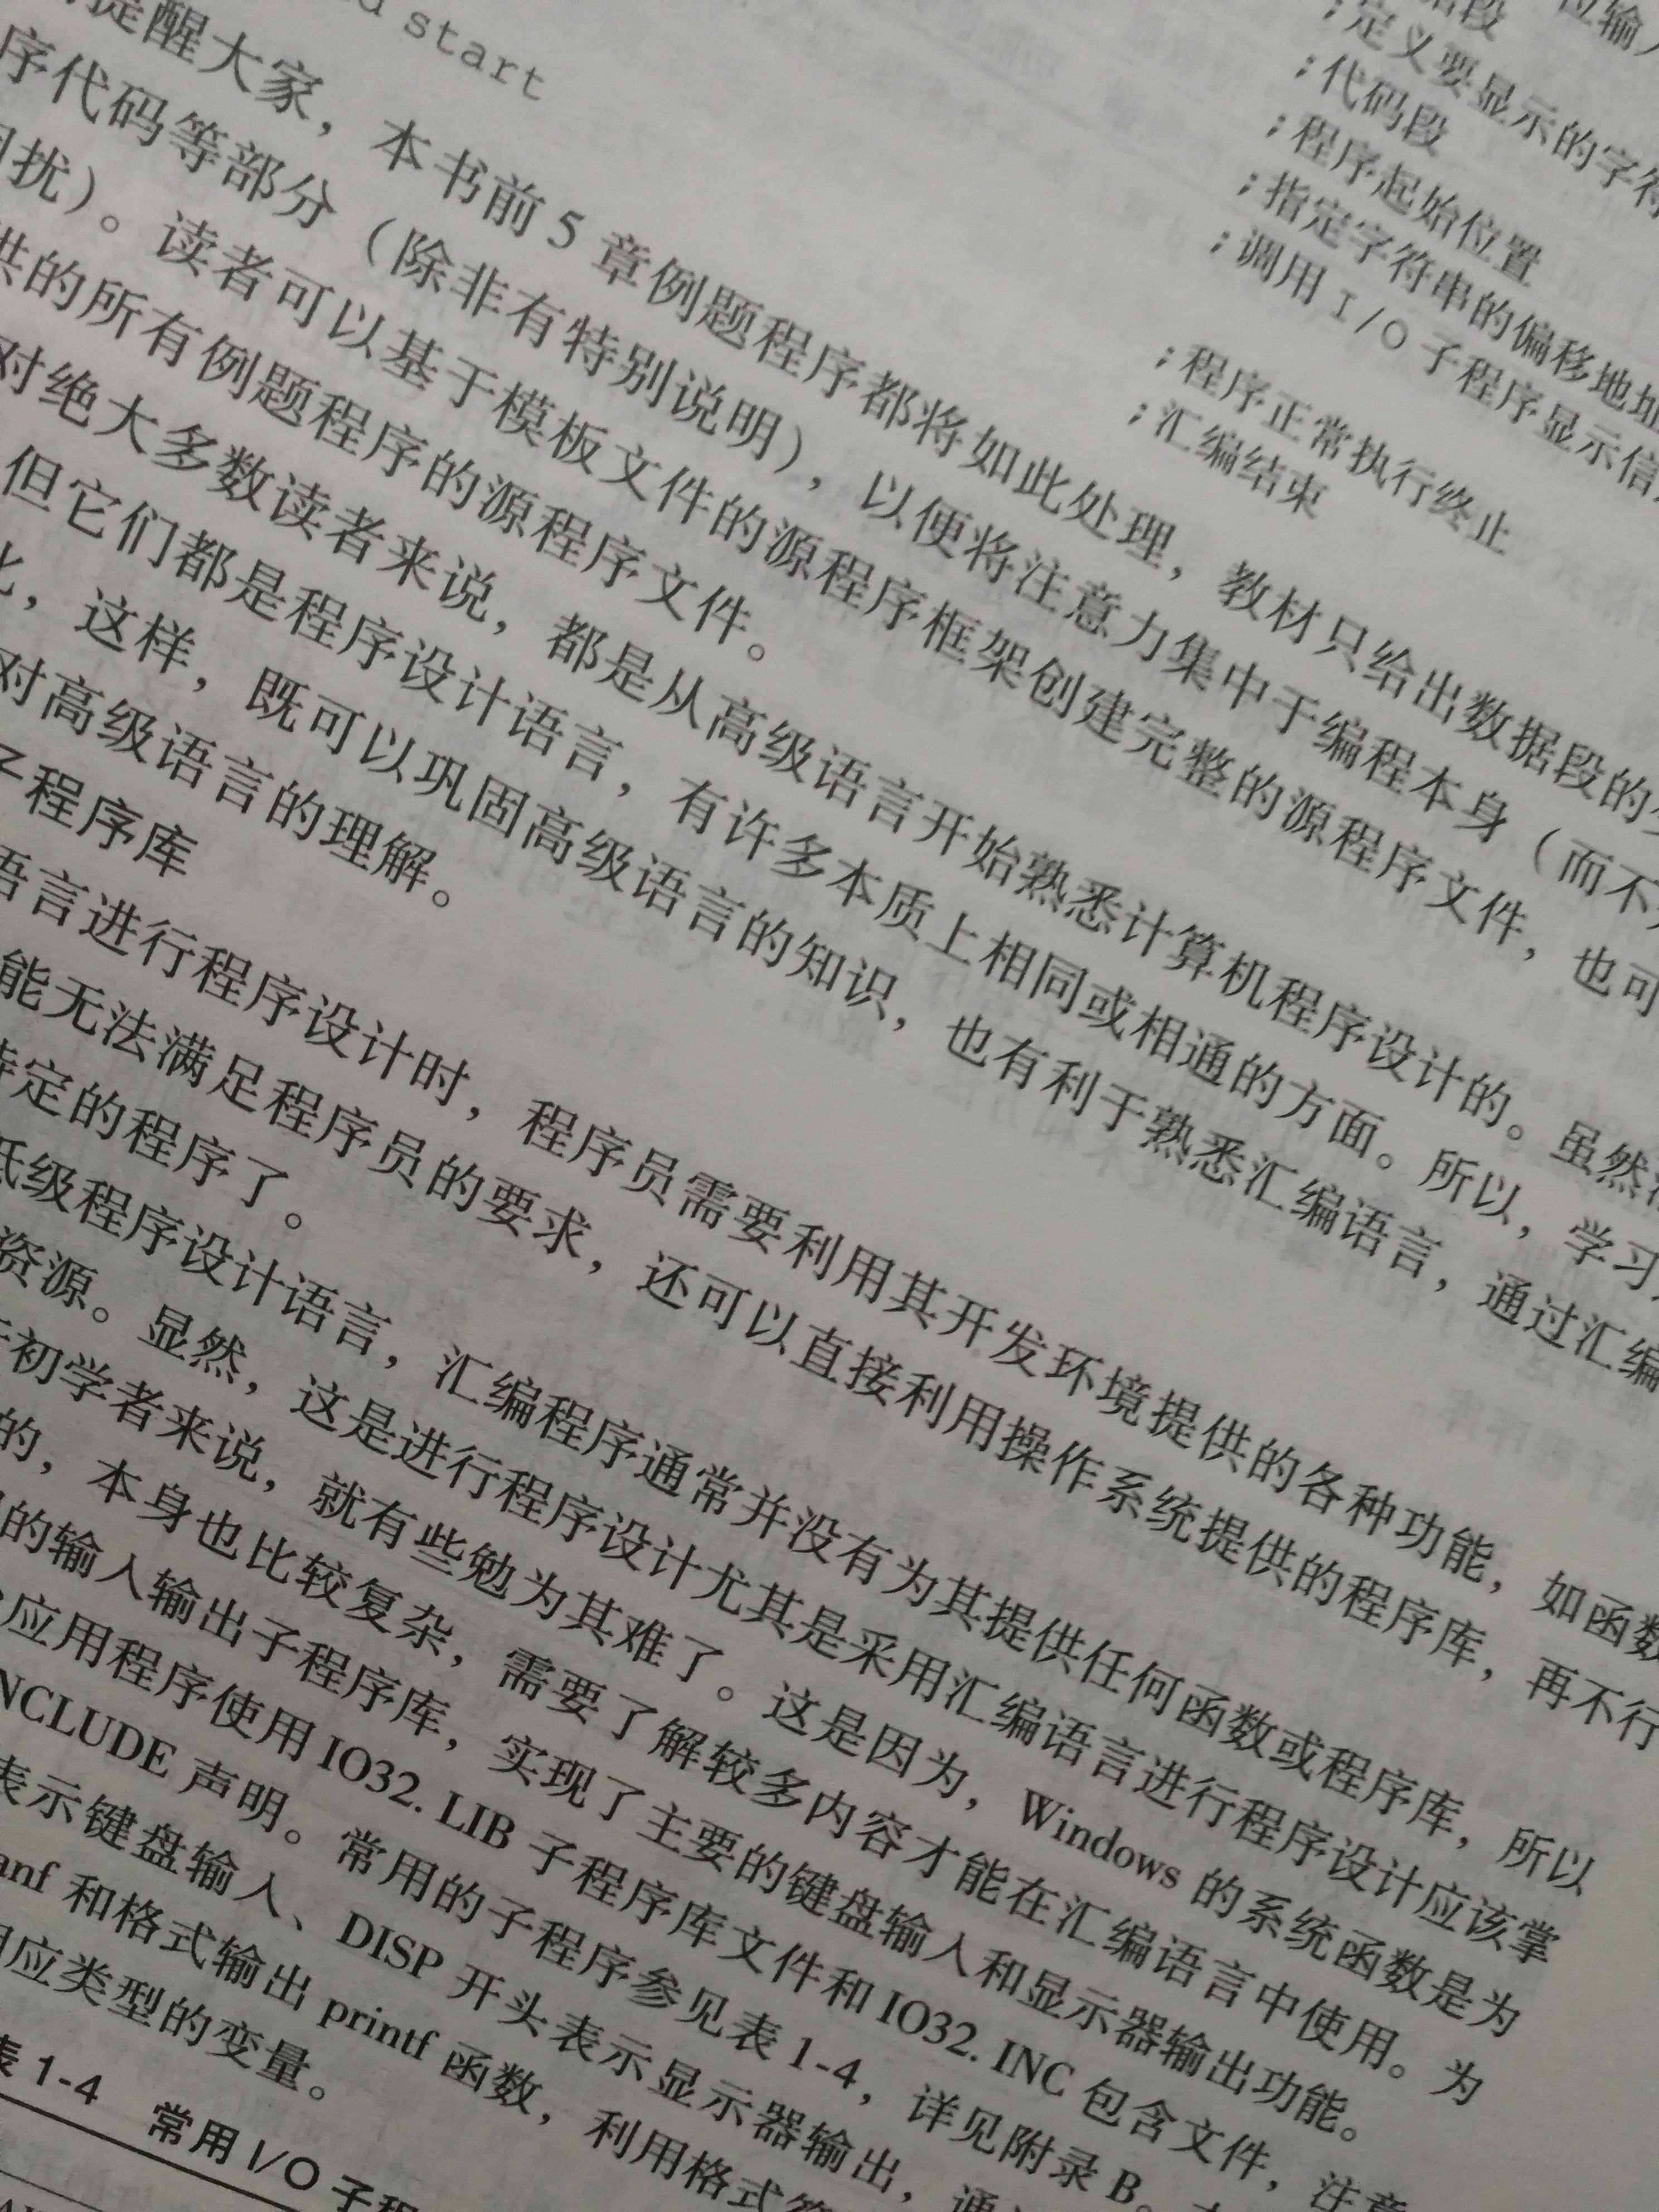 位输入
;定义要显示的字符
;代码段
;程序起始位置
;指定字符串的偏移地址
;调用 I/O 子程序显示信
;程序正常执行终止
start ;汇编结束
提醒大家，本书前 5 章例题程序都将如此处理，教材只给出数据段的
序代码等部分（除非有特别说明），以便将注意力集中于编程本身（而不
扰）。读者可以基于模板文件的源程序框架创建完整的源程序文件，也可
供的所有例题程序的源程序文件。
对绝大多数读者来说，都是从高级语言开始熟悉计算机程序设计的。虽然
但它们都是程序设计语言，有许多本质上相同或相通的方面。所以，学习
比，这样，既可以巩固高级语言的知识，也有利于熟悉汇编语言，通过汇编
对高级语言的理解。
子程序库
语言进行程序设计时，程序员需要利用其开发环境提供的各种功能，如函数
能无法满足程序员的要求，还可以直接利用操作系统提供的程序库，再不行
特定的程序了。
低级程序设计语言，汇编程序通常并没有为其提供任何函数或程序库，所以
资源。显然，这是进行程序设计尤其是采用汇编语言进行程序设计应该掌
初学者来说，就有些勉为其难了。这是因为，Windows 的系统函数是为
的，本身也比较复杂，需要了解较多内容才能在汇编语言中使用。为
的输入输出子程序库，实现了主要的键盘输入和显示器输出功能。
应用程序使用 IO32. LIB 子程序库文件和 IO32. INC 包含文件，注意
NCLUDE 声明。常用的子程序参见表 1-4，详见附录 B。
表示键盘输入、DISP 开头表示显示器输出，
anf 和格式输出 printf 函数，利用格式
应类型的变量。
表 1-4 常用 I/O 子程